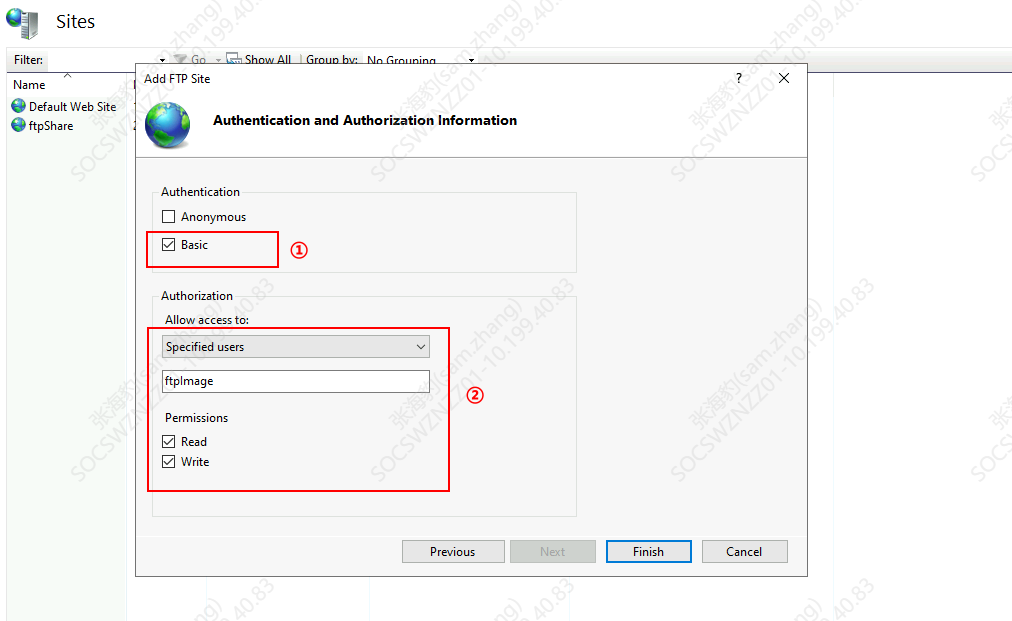 Sites
Filter:
Go
Show All
Group by:
No Grouping
Name
Default Web Site
ftpShare
Add FTP Site
?
Authentication and Authorization Information
Authentication
Anonymous
Basic
①
Authorization
Allow access to:
Specified users
ftpImage
②
Permissions
Read
Write
Previous
Next
Finish
Cancel
张海豹(sam.zhang)
SOCSWZNZZ01-10.199.40.83